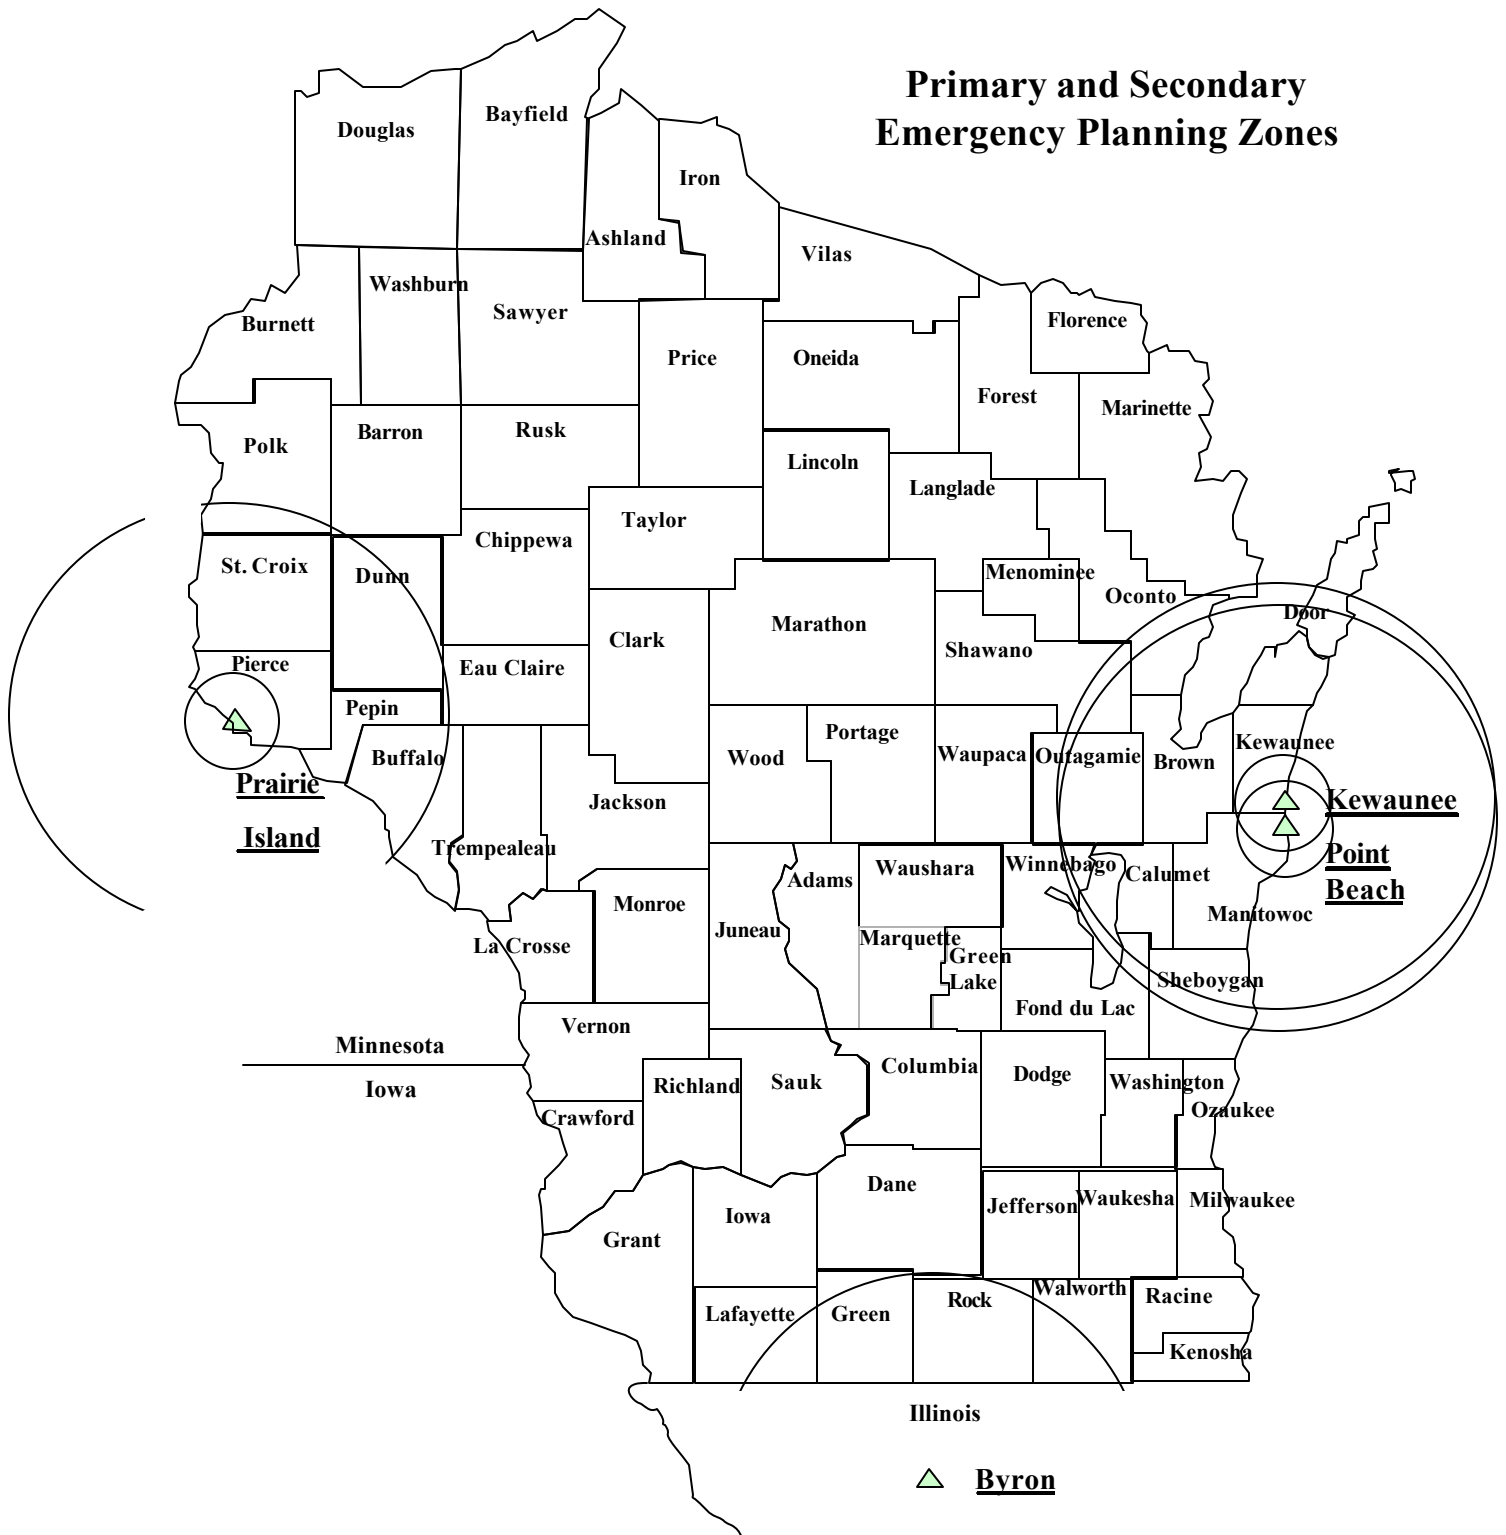 Primary and Secondary
Emergency Planning Zones
Bayfield
Douglas
Iron
Ashland
Vilas
Washburn
Sawyer
Burnett
Florence
Price
Oneida
Forest
Marinette
Barron
Rusk
Polk
Lincoln
Langlade
Taylor
Chippewa
St. Croix
Dunn
Menominee
Oconto
Door
Marathon
Clark
Shawano
Pierce
Eau Claire
Pepin
Portage
Kewaunee
Buffalo
Wood
Waupaca
Outagamie
Brown
Prairie
Island
Jackson
Kewaunee
Point
Beach
Trempealeau
Adams
Waushara
Winnebago
Calumet
Monroe
Manitowoc
Juneau
Marquette
La Crosse
Green
Lake
Sheboygan
Fond du Lac
Vernon
Minnesota
Iowa
Columbia
Dodge
Richland
Sauk
Washington
Ozaukee
Crawford
Dane
Jefferson
Waukesha
Milwaukee
Iowa
Grant
Walworth
Rock
Racine
Lafayette
Green
Kenosha
Illinois
Byron